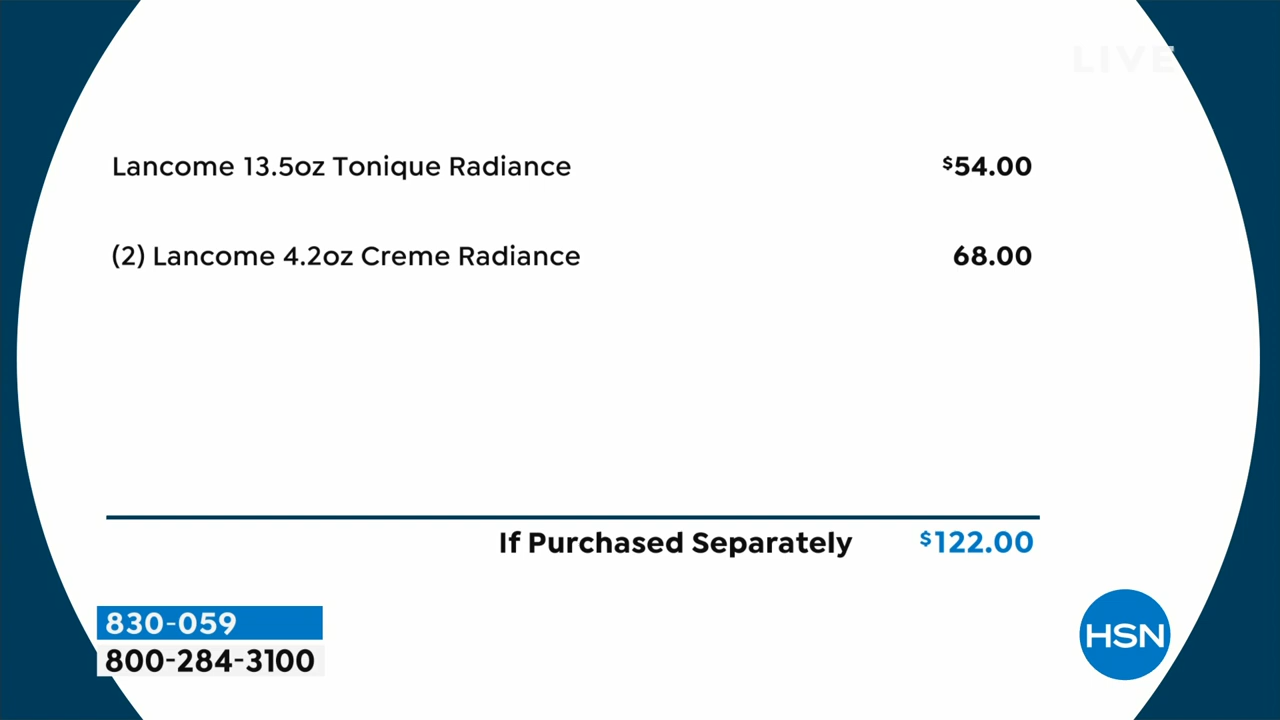 LIVE
Lancome 13.5oz Tonique Radiance $54.00
(2) Lancome 4.2oz Creme Radiance 68.00
If Purchased Separately $122.00
830-059
800-284-3100
HSN